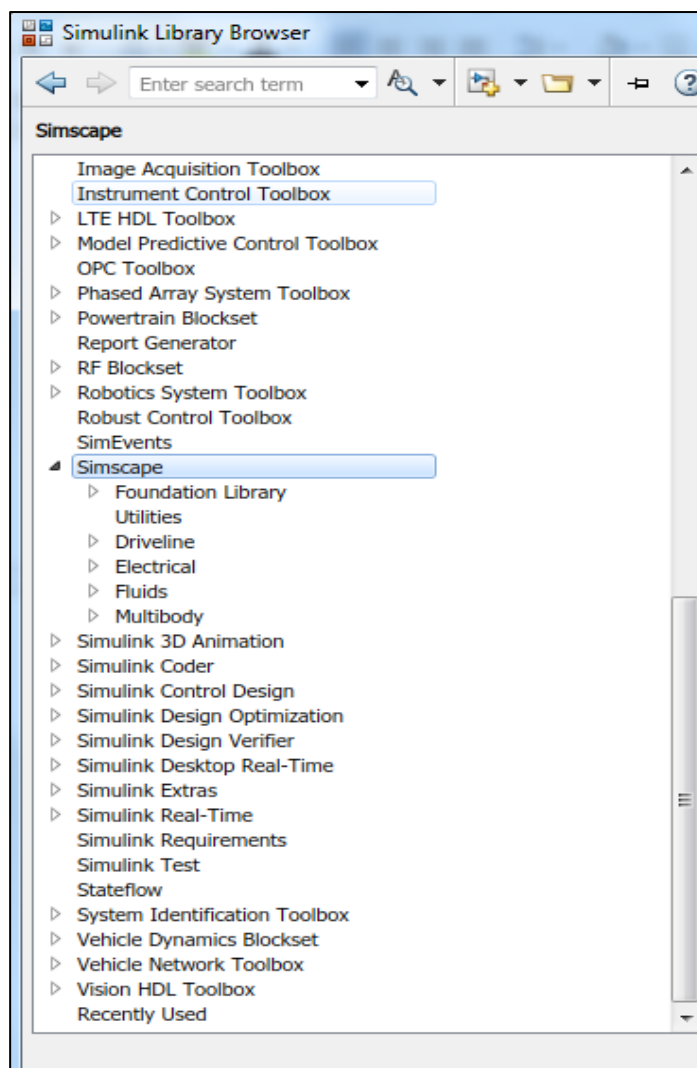 Simulink Library Browser
Enter search term
Simscape
Image Acquisition Toolbox
Instrument Control Toolbox
LTE HDL Toolbox
Model Predictive Control Toolbox
OPC Toolbox
Phased Array System Toolbox
Powertrain Blockset
Report Generator
RF Blockset
Robotics System Toolbox
Robust Control Toolbox
SimEvents
Simscape
Foundation Library
Utilities
Driveline
Electrical
Fluids
Multibody
Simulink 3D Animation
Simulink Coder
Simulink Control Design
Simulink Design Optimization
Simulink Design Verifier
Simulink Desktop Real-Time
Simulink Extras
Simulink Real-Time
Simulink Requirements
Simulink Test
Stateflow
System Identification Toolbox
Vehicle Dynamics Blockset
Vehicle Network Toolbox
Vision HDL Toolbox
Recently Used